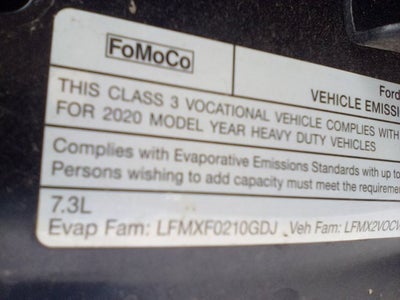 FoMoCo
Ford
VEHICLE EMISSI
THIS CLASS 3 VOCATIONAL VEHICLE COMPLIES WITH
FOR 2020 MODEL YEAR HEAVY DUTY VEHICLES
Complies with Evaporative Emissions Standards with up to
Persons wishing to add capacity must meet the requireme
7.3L
Evap Fam: LFMXF0210GDJ Veh Fam: LFMX2VOCV